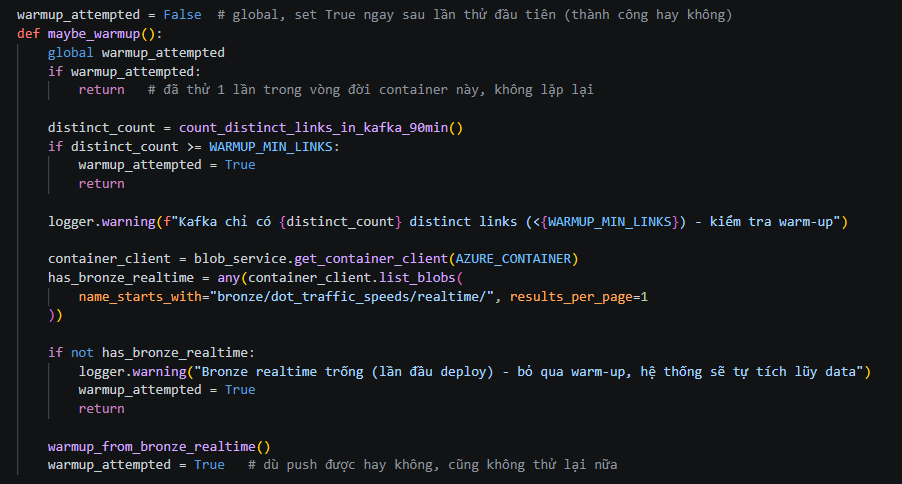 warmup_attempted = False  # global, set True ngay sau lần thử đầu tiên (thành công hay không)
def maybe_warmup():
    global warmup_attempted
    if warmup_attempted:
        return   # đã thử 1 lần trong vòng đời container này, không lặp lại

    distinct_count = count_distinct_links_in_kafka_90min()
    if distinct_count >= WARMUP_MIN_LINKS:
        warmup_attempted = True
        return

    logger.warning(f"Kafka chỉ có {distinct_count} distinct links (<{WARMUP_MIN_LINKS}) - kiểm tra warm-up")

    container_client = blob_service.get_container_client(AZURE_CONTAINER)
    has_bronze_realtime = any(container_client.list_blobs(
        name_starts_with="bronze/dot_traffic_speeds/realtime/", results_per_page=1
    ))

    if not has_bronze_realtime:
        logger.warning("Bronze realtime trống (lần đầu deploy) - bỏ qua warm-up, hệ thống sẽ tự tích lũy data")
        warmup_attempted = True
        return

    warmup_from_bronze_realtime()
    warmup_attempted = True   # dù push được hay không, cũng không thử lại nữa